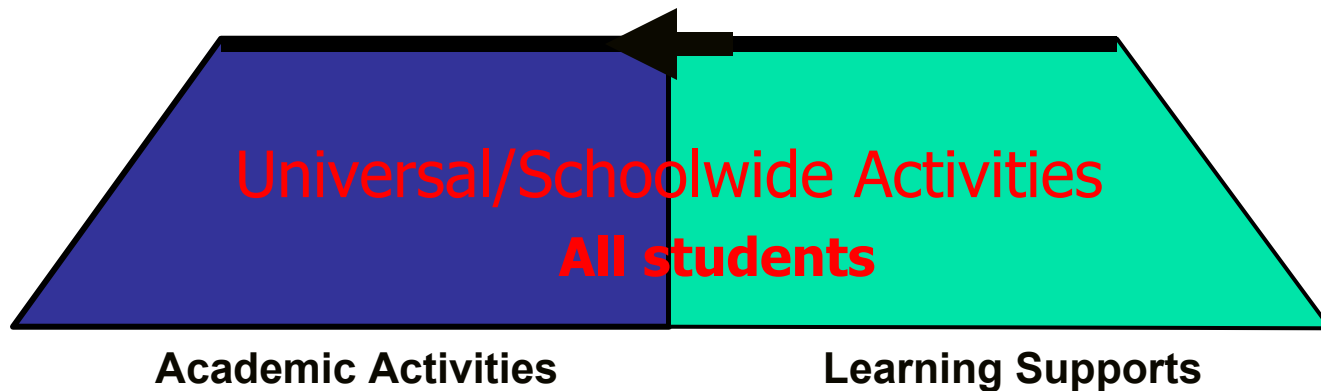 Universal/Schoolwide Activities
All students
Academic Activities
Learning Supports